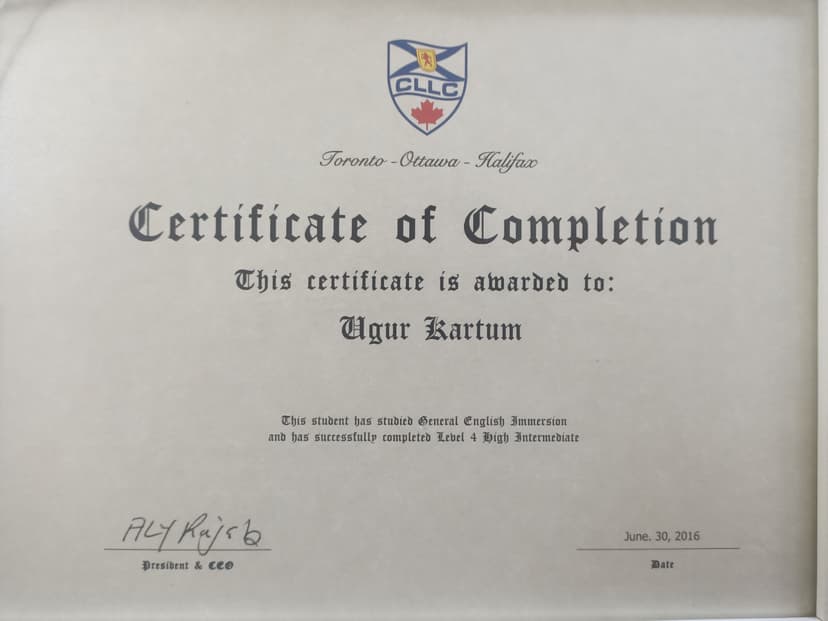 CLLC
Toronto - Ottawa - Halifax
Certificate of Completion
This certificate is awarded to:
Ugur Kartum
This student has studied General English Immersion
and has successfully completed Level 4 High Intermediate
June. 30, 2016
President & CEO
Date